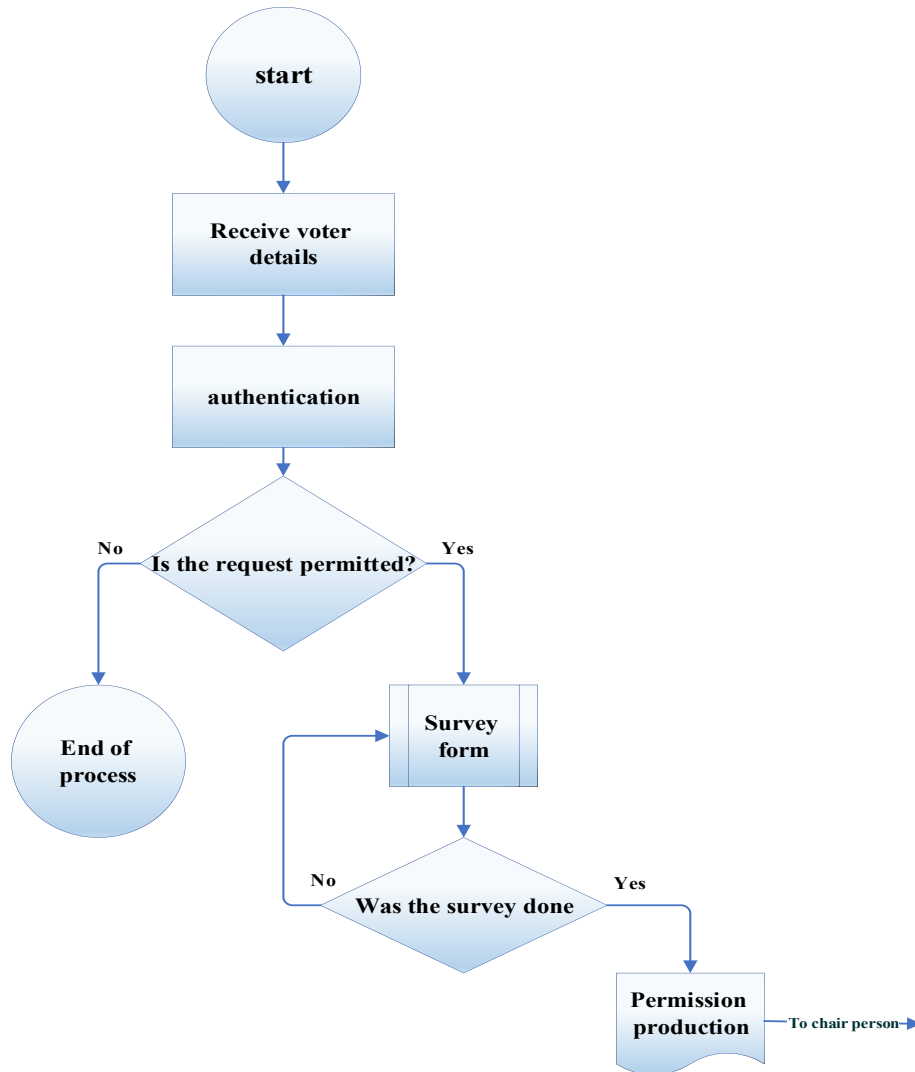 start
Receive voter
details
authentication
No
Yes
Is the request permitted?
End of
process
Survey
form
No
Yes
Was the survey done
Permission
production
To chair person